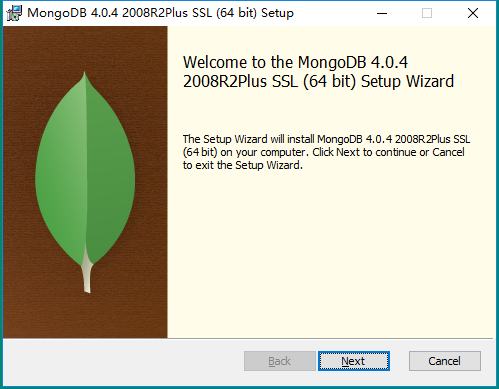 MongoDB 4.0.4 2008R2Plus SSL (64 bit) Setup
Welcome to the MongoDB 4.0.4
2008R2Plus SSL (64 bit) Setup Wizard
The Setup Wizard will install MongoDB 4.0.4 2008R2Plus SSL
(64 bit) on your computer. Click Next to continue or Cancel
to exit the Setup Wizard.
Back Next Cancel